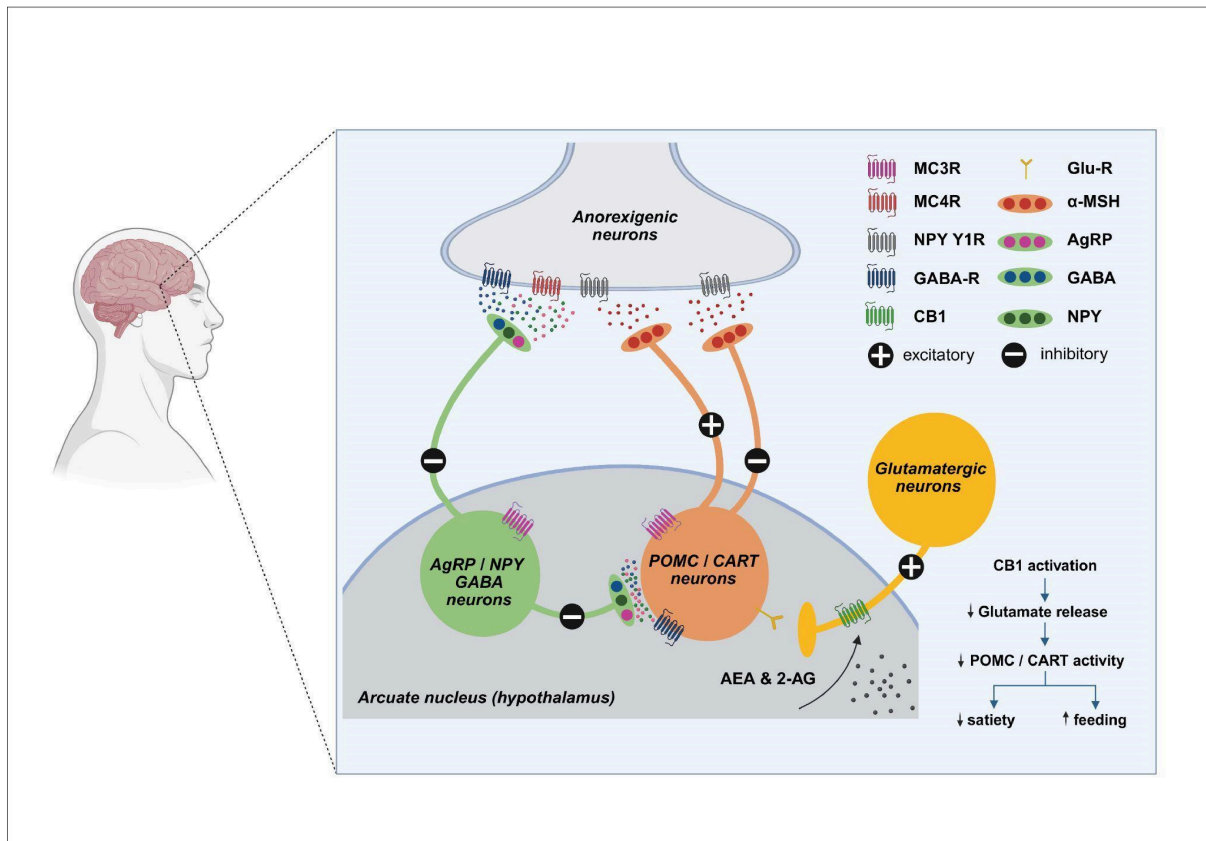 Anorexigenic
neurons
MC3R
Glu-R
MC4R
α-MSH
NPY Y1R
AgRP
GABA-R
GABA
CB1
NPY
+ excitatory
− inhibitory
+
−
−
Glutamatergic
neurons
+
AgRP / NPY
GABA
neurons
−
POMC / CART
neurons
AEA & 2-AG
Arcuate nucleus (hypothalamus)
CB1 activation
↓ Glutamate release
↓ POMC / CART activity
↓ satiety
↑ feeding